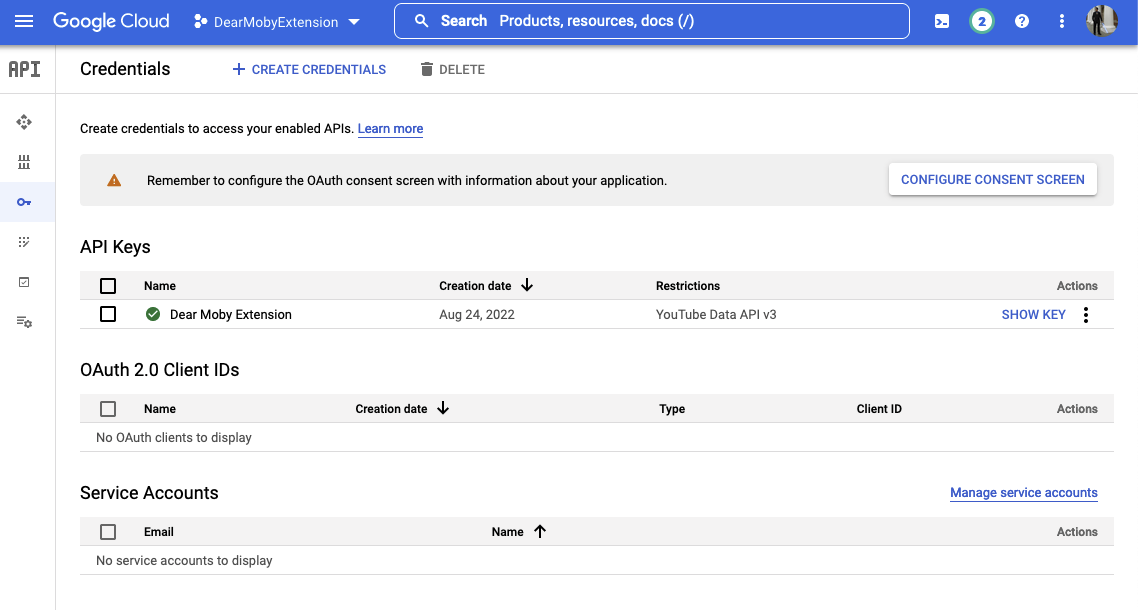 Google Cloud DearMobyExtension Search Products, resources, docs (/) 2
API Credentials CREATE CREDENTIALS DELETE
Create credentials to access your enabled APIs. Learn more
Remember to configure the OAuth consent screen with information about your application. CONFIGURE CONSENT SCREEN
API Keys
Name Creation date Restrictions Actions
Dear Moby Extension Aug 24, 2022 YouTube Data API v3 SHOW KEY
OAuth 2.0 Client IDs
Name Creation date Type Client ID Actions
No OAuth clients to display
Service Accounts Manage service accounts
Email Name Actions
No service accounts to display